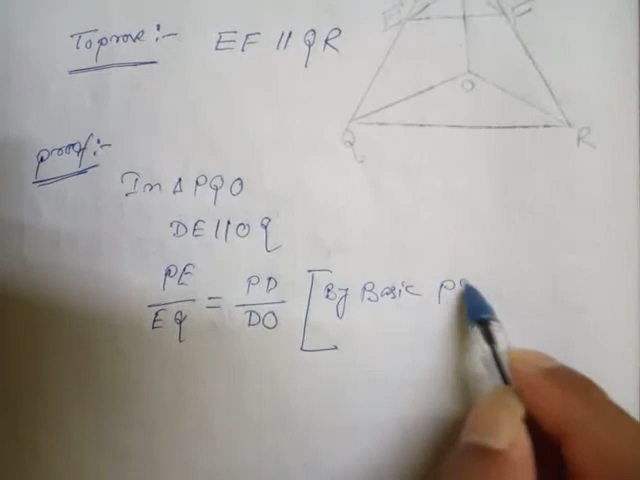 To prove:- EF || QR
O
Q
R
proof:-
In △ PQO
DE || OQ
PE/EQ = PD/DO [By Basic